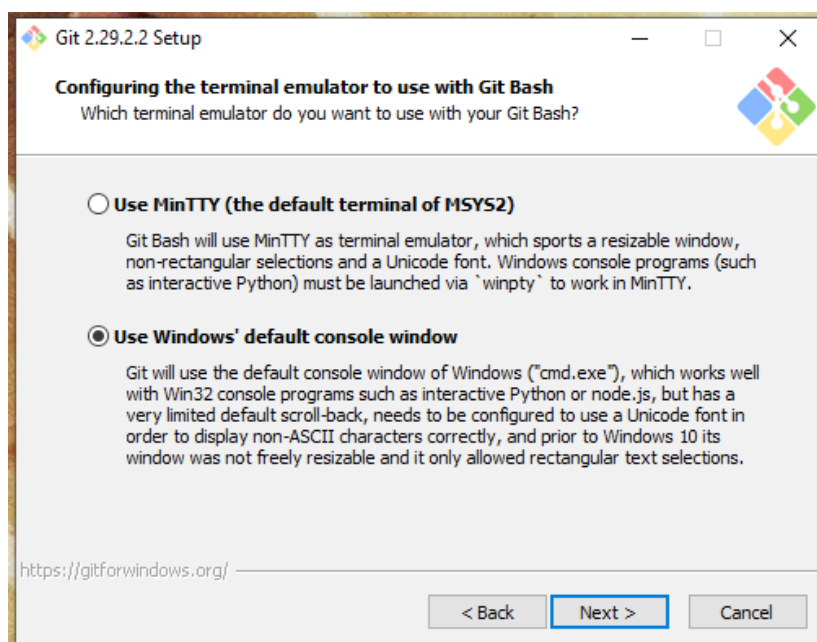 Git 2.29.2.2 Setup
Configuring the terminal emulator to use with Git Bash
Which terminal emulator do you want to use with your Git Bash?
Use MinTTY (the default terminal of MSYS2)
Git Bash will use MinTTY as terminal emulator, which sports a resizable window,
non-rectangular selections and a Unicode font. Windows console programs (such
as interactive Python) must be launched via `winpty` to work in MinTTY.
Use Windows' default console window
Git will use the default console window of Windows ("cmd.exe"), which works well
with Win32 console programs such as interactive Python or node.js, but has a
very limited default scroll-back, needs to be configured to use a Unicode font in
order to display non-ASCII characters correctly, and prior to Windows 10 its
window was not freely resizable and it only allowed rectangular text selections.
https://gitforwindows.org/
< Back
Next >
Cancel